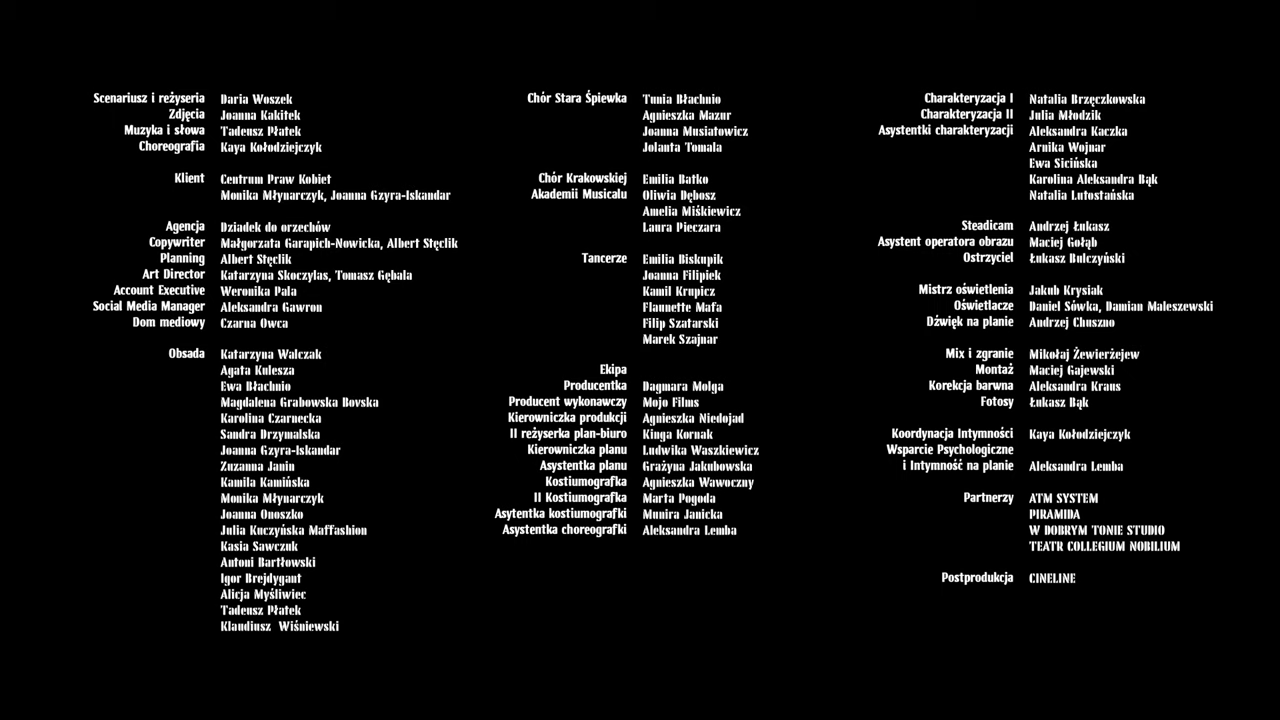 Scenariusz i reżyseria Daria Woszek
Zdjęcia Joanna Kakitek
Muzyka i słowa Tadeusz Płatek
Choreografia Kaya Kołodziejczyk
Klient Centrum Praw Kobiet
Monika Młynarczyk, Joanna Gzyra-Iskandar
Agencja Dziadek do orzechów
Copywriter Małgorzata Garapich-Nowicka, Albert Stęclik
Planning Albert Stęclik
Art Director Katarzyna Skoczylas, Tomasz Gębala
Account Executive Weronika Pala
Social Media Manager Aleksandra Gawron
Dom mediowy Czarna Owca
Obsada Katarzyna Walczak
Agata Kulesza
Ewa Błachnio
Magdalena Grabowska Bovska
Karolina Czarnecka
Sandra Drzymalska
Joanna Gzyra-Iskandar
Zuzanna Janin
Kamila Kamińska
Monika Młynarczyk
Joanna Onoszko
Julia Kuczyńska Maffashion
Kasia Sawczuk
Antoni Bartłowski
Igor Brejdygant
Alicja Myśliwiec
Tadeusz Płatek
Klaudiusz Wiśniewski
Chór Stara Śpiewka Tunia Błachnio
Agnieszka Mazur
Joanna Musiatowicz
Jolanta Tomala
Chór Krakowskiej Emilia Batko
Akademii Musicalu Oliwia Dębosz
Amelia Miśkiewicz
Laura Pieczara
Tancerze Emilia Biskupik
Joanna Filipiek
Kamil Krupicz
Flaunette Mafa
Filip Szatarski
Marek Szajnar
Ekipa
Producentka Dagmara Molga
Producent wykonawczy Mojo Films
Kierowniczka produkcji Agnieszka Niedojad
II reżyserka plan-biuro Kinga Kornak
Kierowniczka planu Ludwika Waszkiewicz
Asystentka planu Grażyna Jakubowska
Kostiumografka Agnieszka Wawoczny
II Kostiumografka Marta Pogoda
Asytentka kostiumografki Munira Janicka
Asystentka choreografki Aleksandra Lemba
Charakteryzacja I Natalia Brzęczkowska
Charakteryzacja II Julia Młodzik
Asystentki charakteryzacji Aleksandra Kaczka
Arnika Wojnar
Ewa Sicińska
Karolina Aleksandra Bąk
Natalia Lutostańska
Steadicam Andrzej Łukasz
Asystent operatora obrazu Maciej Gołąb
Ostrzyciel Łukasz Bulczyński
Mistrz oświetlenia Jakub Krysiak
Oświetlacze Daniel Sówka, Damian Maleszewski
Dźwięk na planie Andrzej Chuszno
Mix i zgranie Mikołaj Żewierżejew
Montaż Maciej Gajewski
Korekcja barwna Aleksandra Kraus
Fotosy Łukasz Bąk
Koordynacja Intymności Kaya Kołodziejczyk
Wsparcie Psychologiczne
i Intymność na planie Aleksandra Lemba
Partnerzy ATM SYSTEM
PIRAMIDA
W DOBRYM TONIE STUDIO
TEATR COLLEGIUM NOBILIUM
Postprodukcja CINELINE